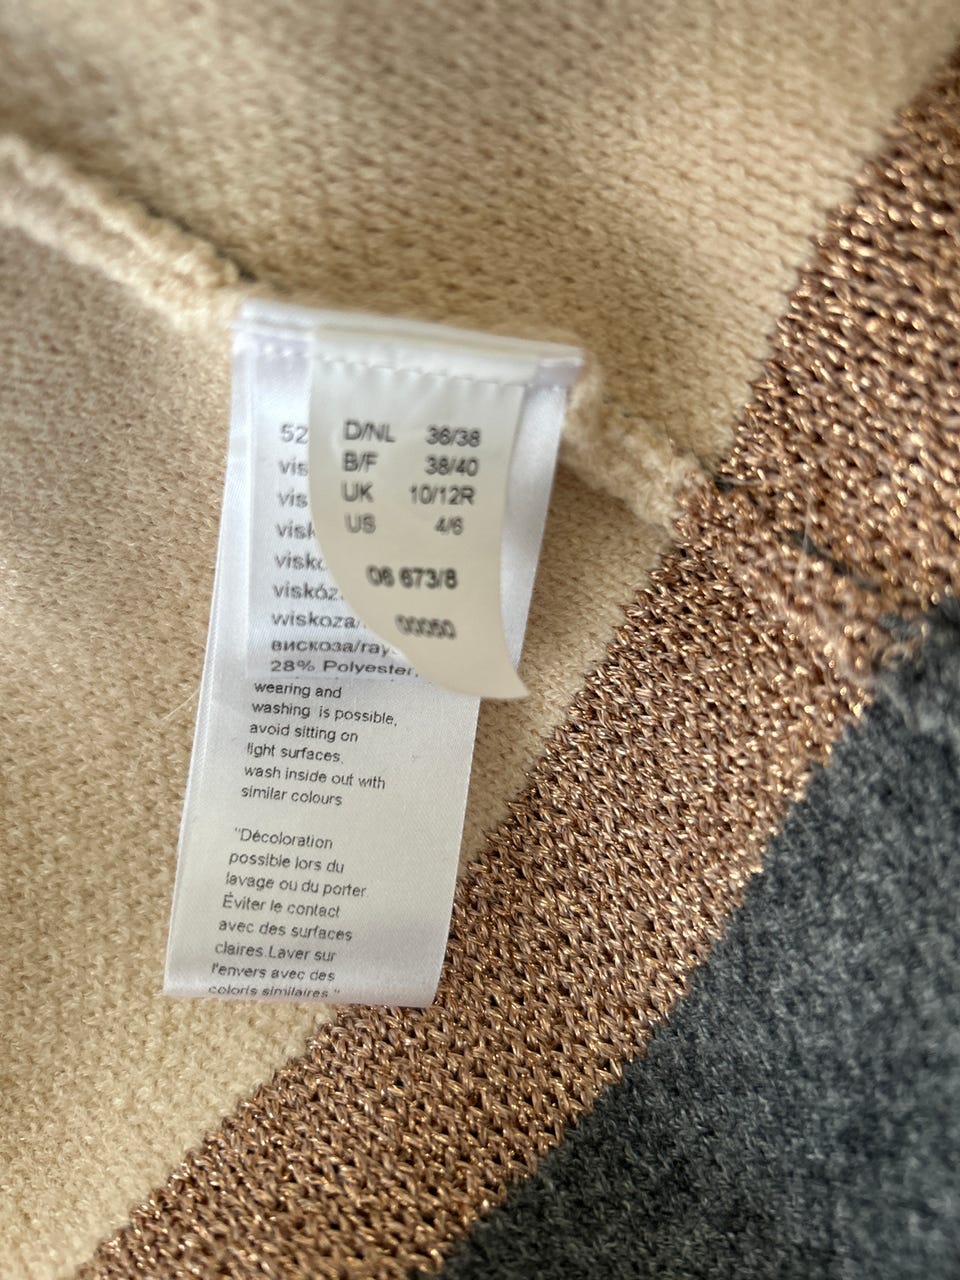 D/NL 36/38
B/F 38/40
UK 10/12R
US 4/6
06 673/8
00050
52
vis
vis
visk
visko
viskóz
wiskoza/
вискоза/ray
28% Polyester,
wearing and
washing is possible,
avoid sitting on
light surfaces.
wash inside out with
similar colours
"Décoloration
possible lors du
lavage ou du porter.
Éviter le contact
avec des surfaces
claires.Laver sur
l'envers avec des
coloris similaires."